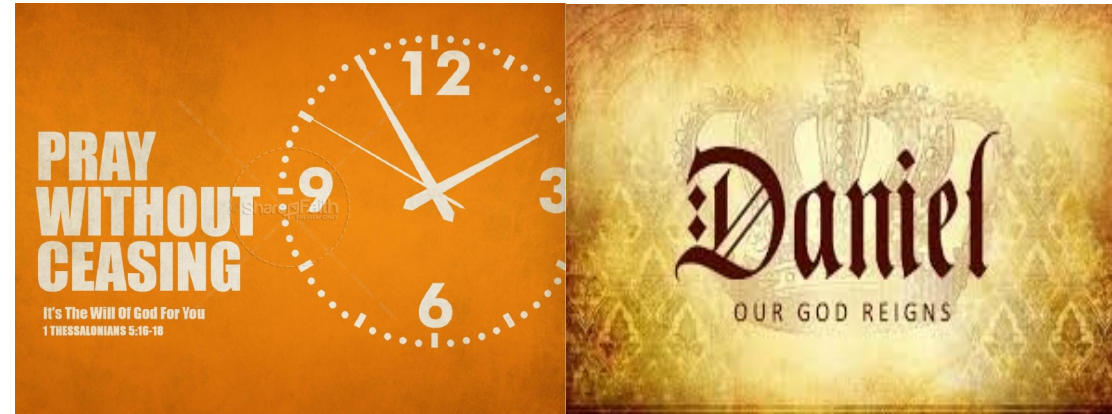 PRAY
WITHOUT
CEASING
It's The Will Of God For You
1 THESSALONIANS 5:16-18
12
9
3
6
ShareFaith
Daniel
OUR GOD REIGNS